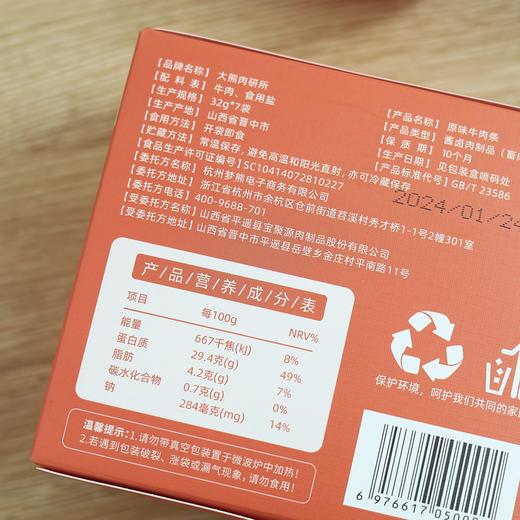 【品牌名称】 大熊肉研所
【配 料 表】 牛肉、食用盐
【生产规格】 32g*7袋
【生产产地】 山西省晋中市
【食用方法】 开袋即食
【贮藏方法】 常温保存,避免高温和阳光直射,亦可冷藏保存
【食品生产许可证编号】 SC10414072810227
【委托方名称】 杭州梦熊电子商务有限公司
【委托方地址】 浙江省杭州市余杭区仓前街道苕溪村秀才桥1-1号2幢301室
【委托方电话】 400-9688-701
【受委托方名称】 山西省平遥县宝聚源肉制品股份有限公司
【受委托方地址】 山西省晋中市平遥县岳壁乡金庄村平南路11号
【产品名称】 原味牛肉条
【产品类型】 酱卤肉制品(畜
【保 质 期】 10个月
【生产日期】 见包装盒喷码处
【产品标准代号】 GB/T 23586
2024/01/24
产/品/营/养/成/分/表
项目 每100g NRV%
能量 667千焦(kj) 8%
蛋白质 29.4克(g) 49%
脂肪 4.2克(g) 7%
碳水化合物 0.7克(g) 0%
钠 284毫克(mg) 14%
温馨提示:1.请勿带真空包装置于微波炉中加热!
2.若遇到包装破裂、涨袋或漏气现象,请勿食用!
保护环境,呵护我们共同的家
6 976617 0500